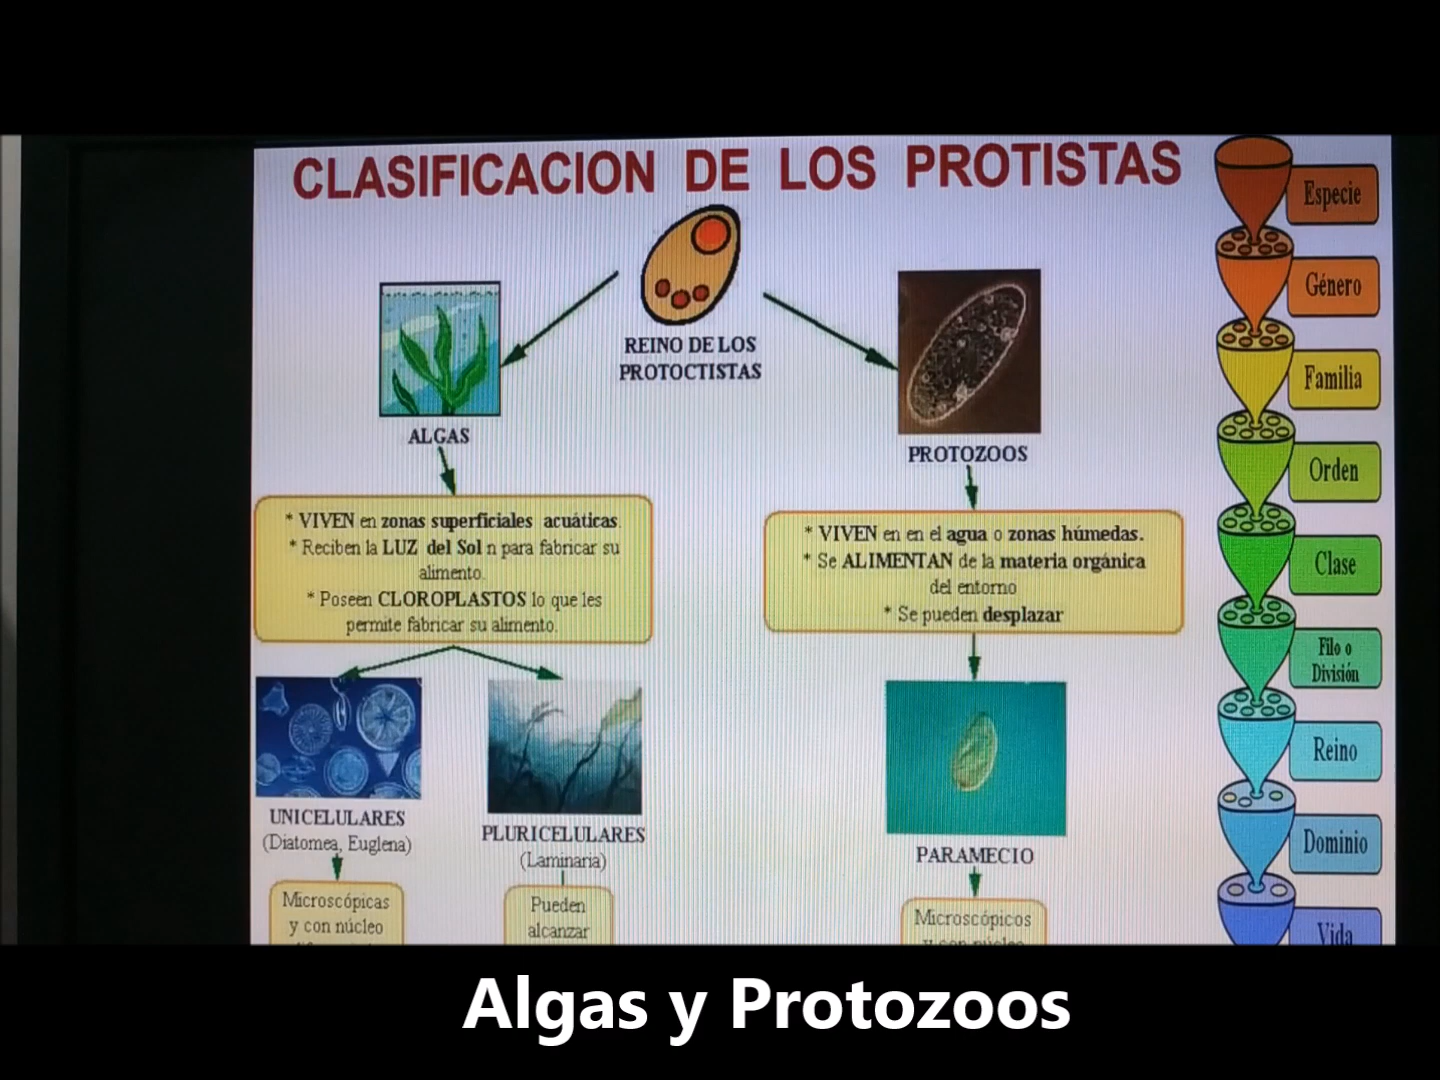 CLASIFICACION DE LOS PROTISTAS
REINO DE LOS
PROTOCTISTAS
ALGAS
* VIVEN en zonas superficiales acuáticas.
* Reciben la LUZ del Sol n para fabricar su
alimento.
* Poseen CLOROPLASTOS lo que les
permite fabricar su alimento.
UNICELULARES
(Diatomea, Euglena)
Microscópicas
y con núcleo
PLURICELULARES
(Laminaria)
Pueden
alcanzar
PROTOZOOS
* VIVEN en en el agua o zonas húmedas.
* Se ALIMENTAN de la materia orgánica
del entorno
* Se pueden desplazar
PARAMECIO
Microscópicos
y con núcleo
Especie
Género
Familia
Orden
Clase
Filo o
División
Reino
Dominio
Vida
Algas y Protozoos